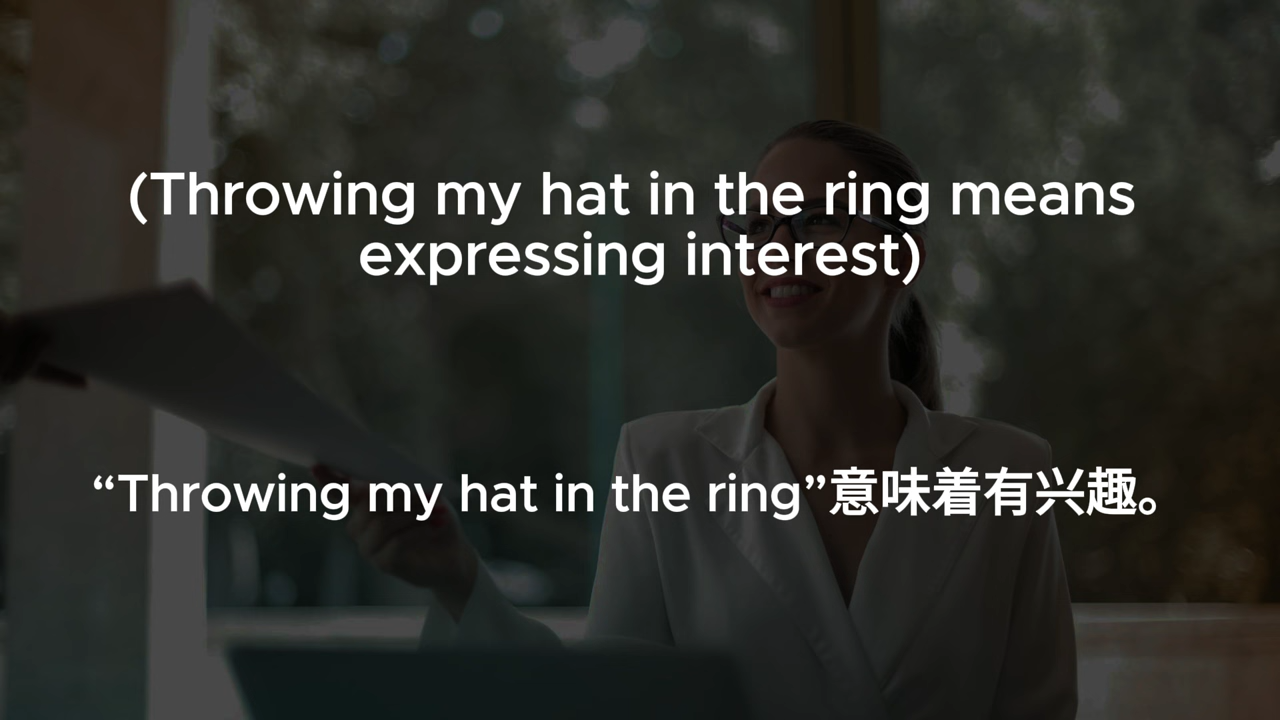 (Throwing my hat in the ring means
expressing interest)
“Throwing my hat in the ring”意味着有兴趣。